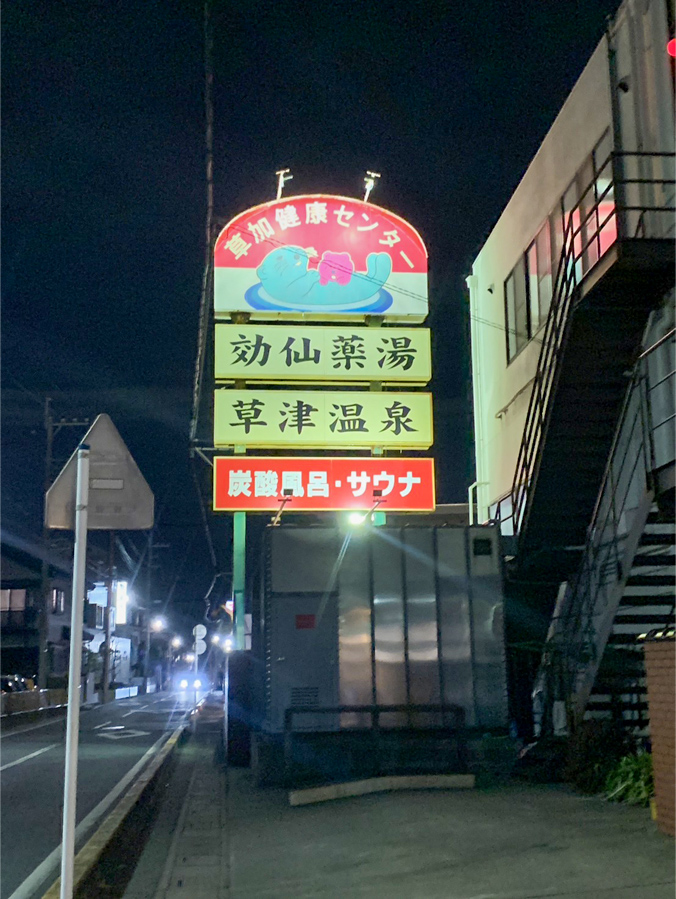 草加健康センター
効仙薬湯
草津温泉
炭酸風呂・サウナ